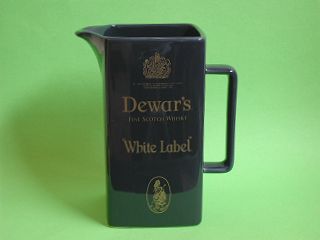 Dewar's
FINE SCOTCH WHISKY
White Label